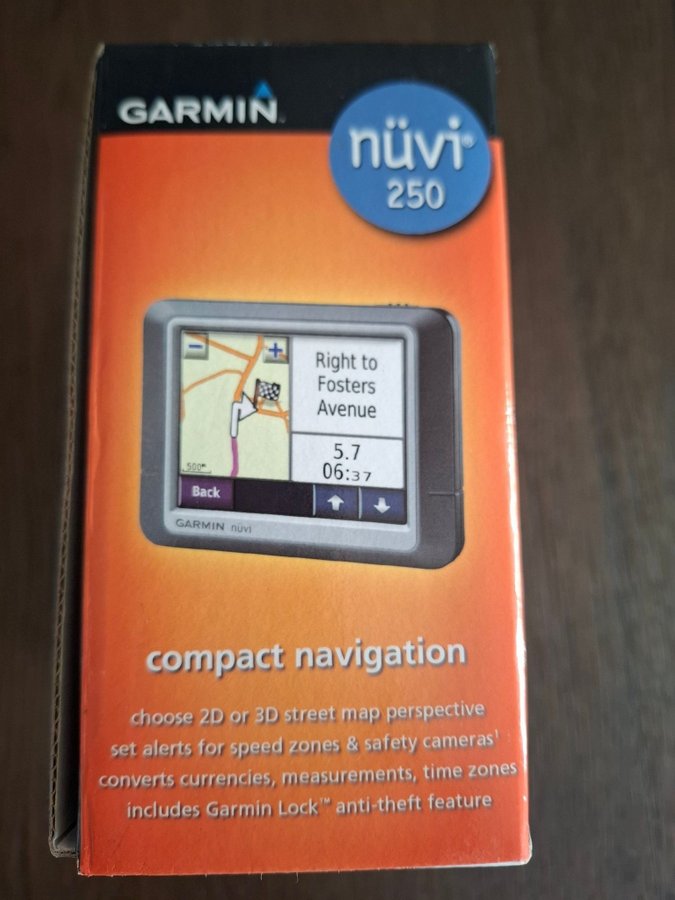 GARMIN
nüvi®
250
− +
Right to
Fosters
Avenue
500m
5.7
06:37
Back
GARMIN nüvi
compact navigation
choose 2D or 3D street map perspective
set alerts for speed zones & safety cameras¹
converts currencies, measurements, time zones
includes Garmin Lock™ anti-theft feature